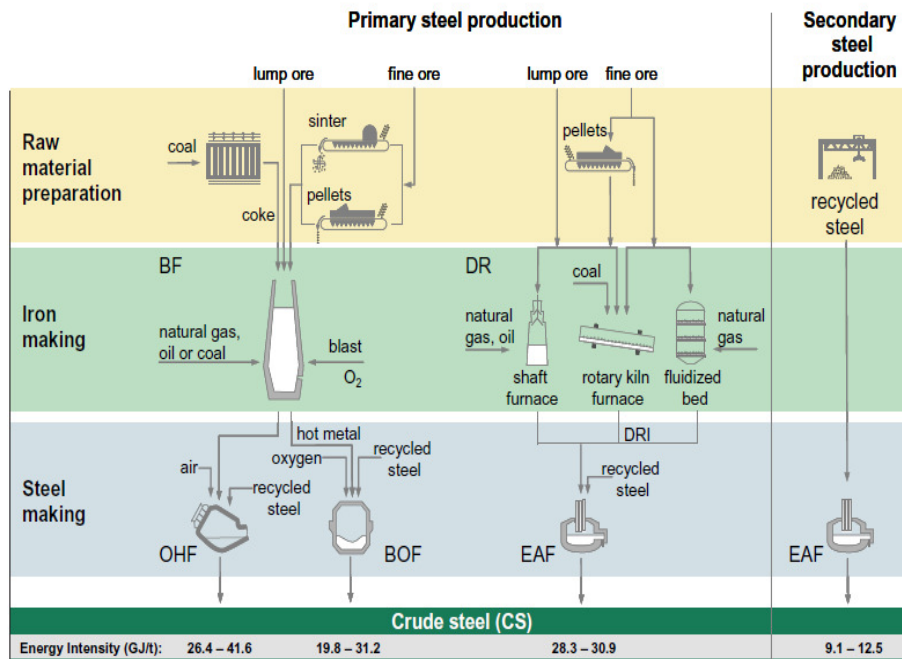 Primary steel production
Secondary
steel
production
lump ore
fine ore
lump ore
fine ore
Raw
material
preparation
coal
sinter
pellets
coke
pellets
recycled
steel
Iron
making
BF
natural gas,
oil or coal
blast
O₂
DR
coal
natural
gas, oil
natural
gas
shaft
furnace
rotary kiln
furnace
fluidized
bed
DRI
Steel
making
hot metal
oxygen
recycled
steel
air
recycled
steel
recycled
steel
OHF
BOF
EAF
EAF
Crude steel (CS)
Energy Intensity (GJ/t): 26.4 – 41.6 19.8 – 31.2 28.3 – 30.9 9.1 – 12.5